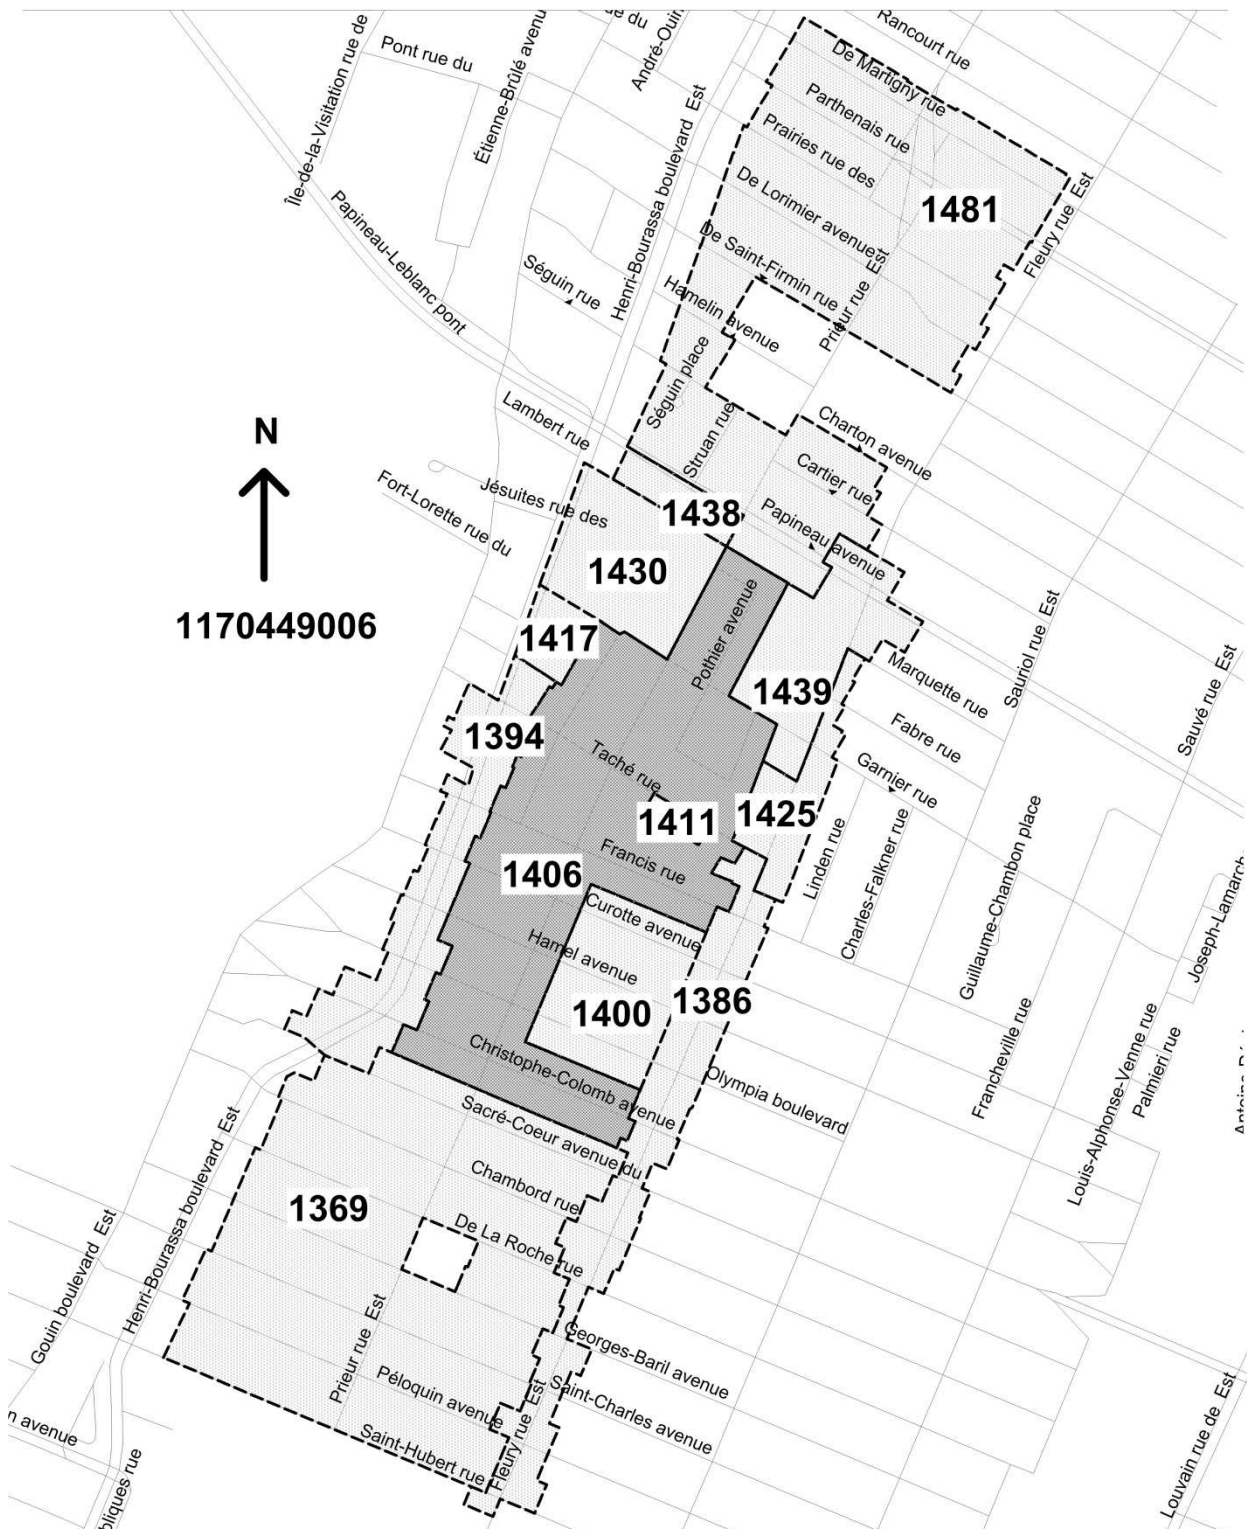 Île-de-la-Visitation rue de
Pont rue du
Étienne-Brûlé avenu
ue du
André-Ouin
Rancourt rue
De Martigny rue
Parthenais rue
Prairies rue des
De Lorimier avenue
1481
Fleury rue Est
Henri-Bourassa boulevard Est
Papineau-Leblanc pont
Séguin rue
De Saint-Firmin rue
Hamelin avenue
Prieur rue Est
Séguin place
Struan rue
Charton avenue
Cartier rue
Lambert rue
N
Jésuites rue des
Fort-Lorette rue du
1438
Papineau avenue
1430
1170449006
1417
Pothier avenue
1439
Marquette rue
Sauriol rue Est
Sauvé rue Est
Fabre rue
Garnier rue
1394
Taché rue
1411
1425
Linden rue
Charles-Falkner rue
Guillaume-Chambon place
Francis rue
1406
Curotte avenue
Hamel avenue
1386
1400
Joseph-Lamarch
Francheville rue
Louis-Alphonse-Venne rue
Palmieri rue
Christophe-Colomb avenue
Olympia boulevard
Sacré-Coeur avenue du
Chambord rue
1369
De La Roche rue
Gouin boulevard Est
Henri-Bourassa boulevard Est
Prieur rue Est
Georges-Baril avenue
Péloquin avenue
Saint-Charles avenue
Saint-Hubert rue
Fleury rue Est
n avenue
bliques rue
Louvain rue de Est